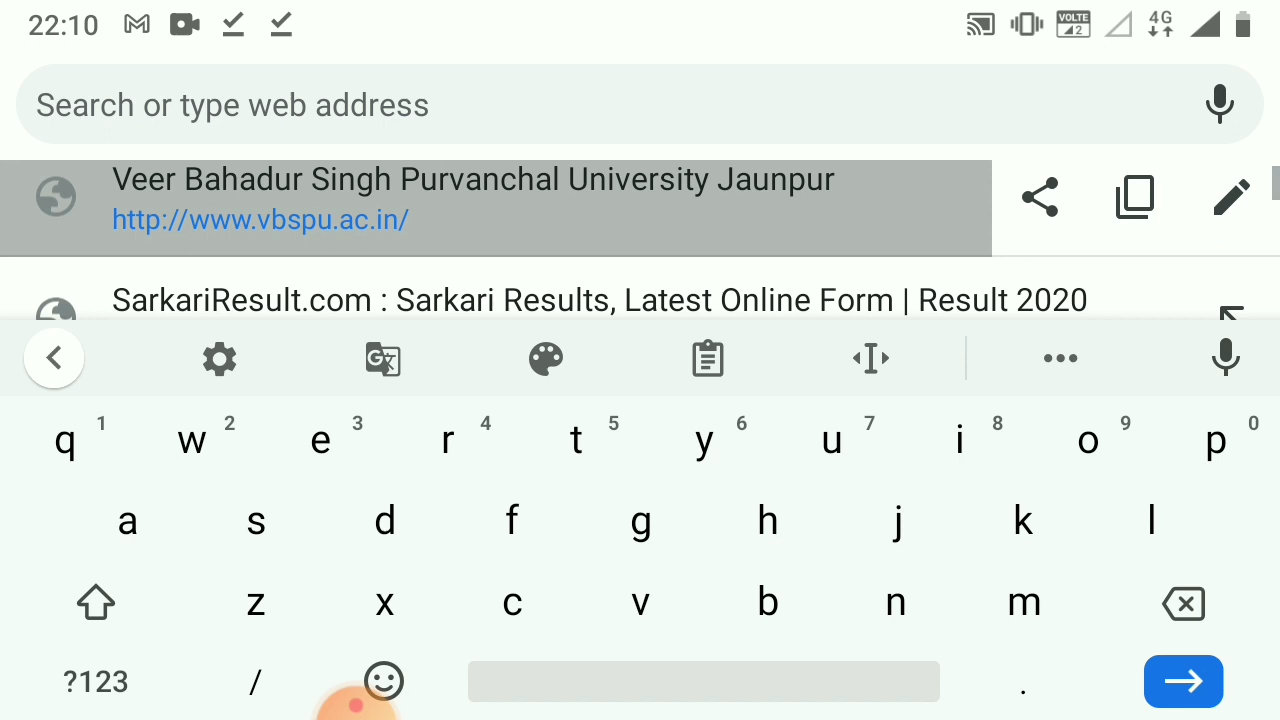 22:10
VOLTE
2
4G
Search or type web address
Veer Bahadur Singh Purvanchal University Jaunpur
http://www.vbspu.ac.in/
SarkariResult.com : Sarkari Results, Latest Online Form | Result 2020
G
q 1 w 2 e 3 r 4 t 5 y 6 u 7 i 8 o 9 p 0
a s d f g h j k l
z x c v b n m
?123 / .